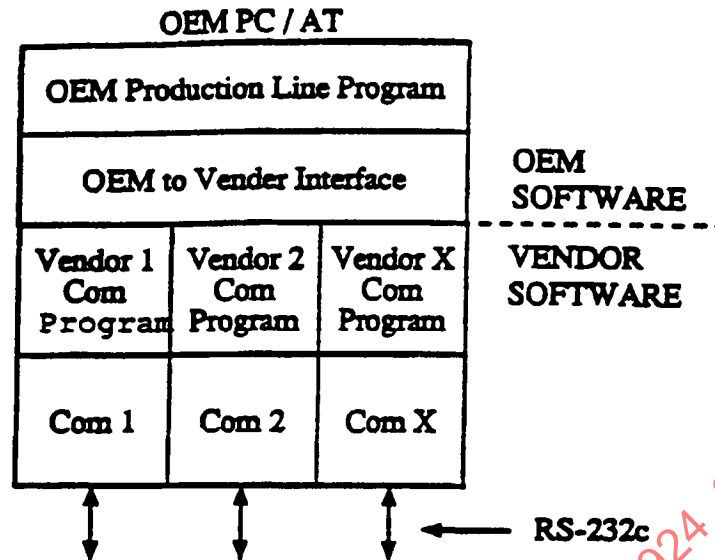 OEM PC / AT
OEM Production Line Program
OEM to Vender Interface
OEM
SOFTWARE
VENDOR
SOFTWARE
Vendor 1
Com
Program
Vendor 2
Com
Program
Vendor X
Com
Program
Com 1
Com 2
Com X
RS-232c
2024